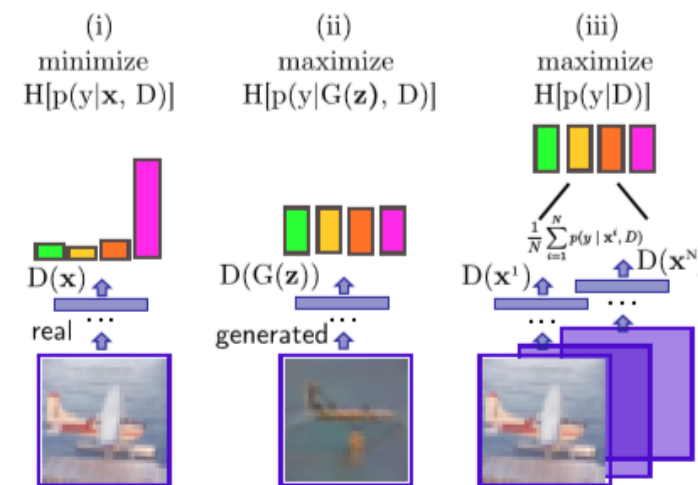 (i)
minimize
H[p(y|x, D)]
D(x)
...
real
(ii)
maximize
H[p(y|G(z), D)]
D(G(z))
...
generated
(iii)
maximize
H[p(y|D)]
1/N ∑_{i=1}^{N} p(y | x^i, D)
D(x^1)
...
D(x^N
...